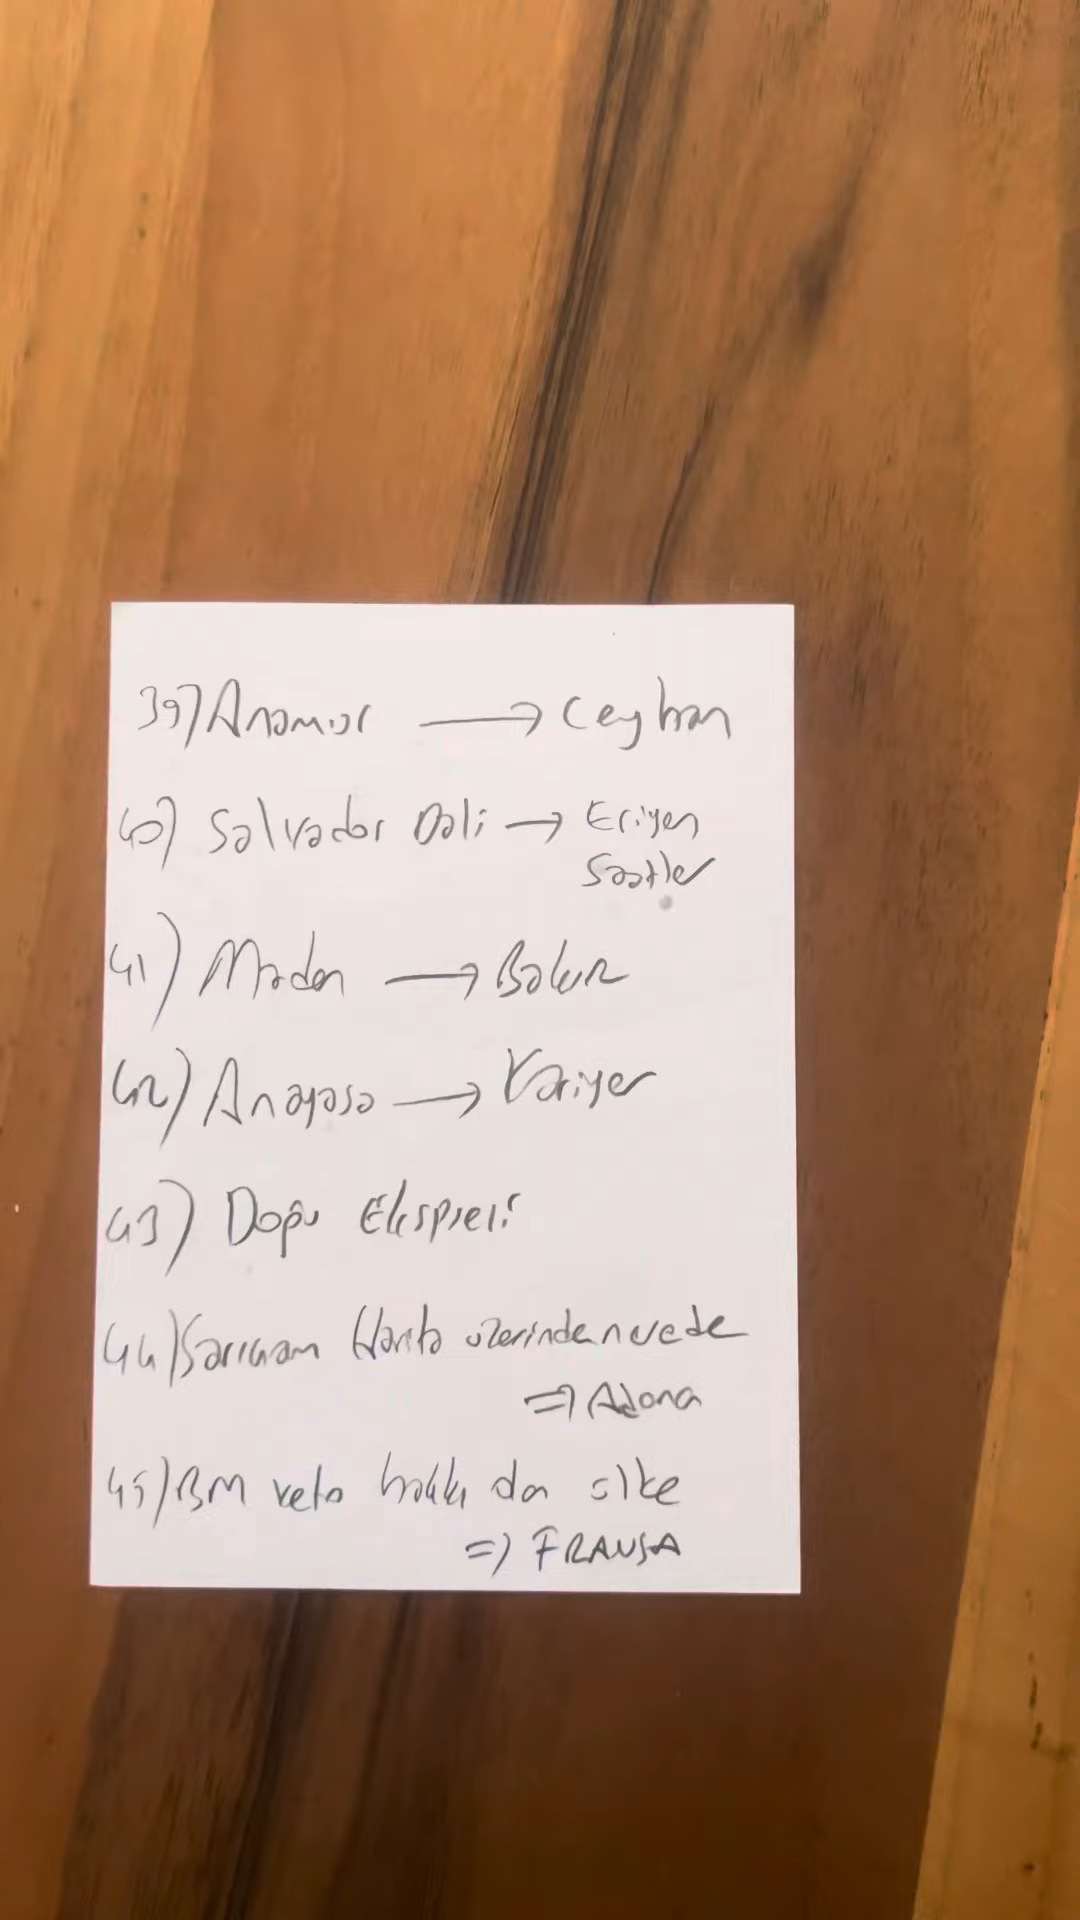 39) Anamur → Ceyhan
40) Salvador Dali → Eriyen
Saatler
41) Maden → Bakır
42) Anayasa → Kariyer
43) Doğu Ekspresi
44) Sarıçam Harita üzerinde nerede
⇒ Adana
45) BM veto hakkı olan ülke
⇒ FRANSA